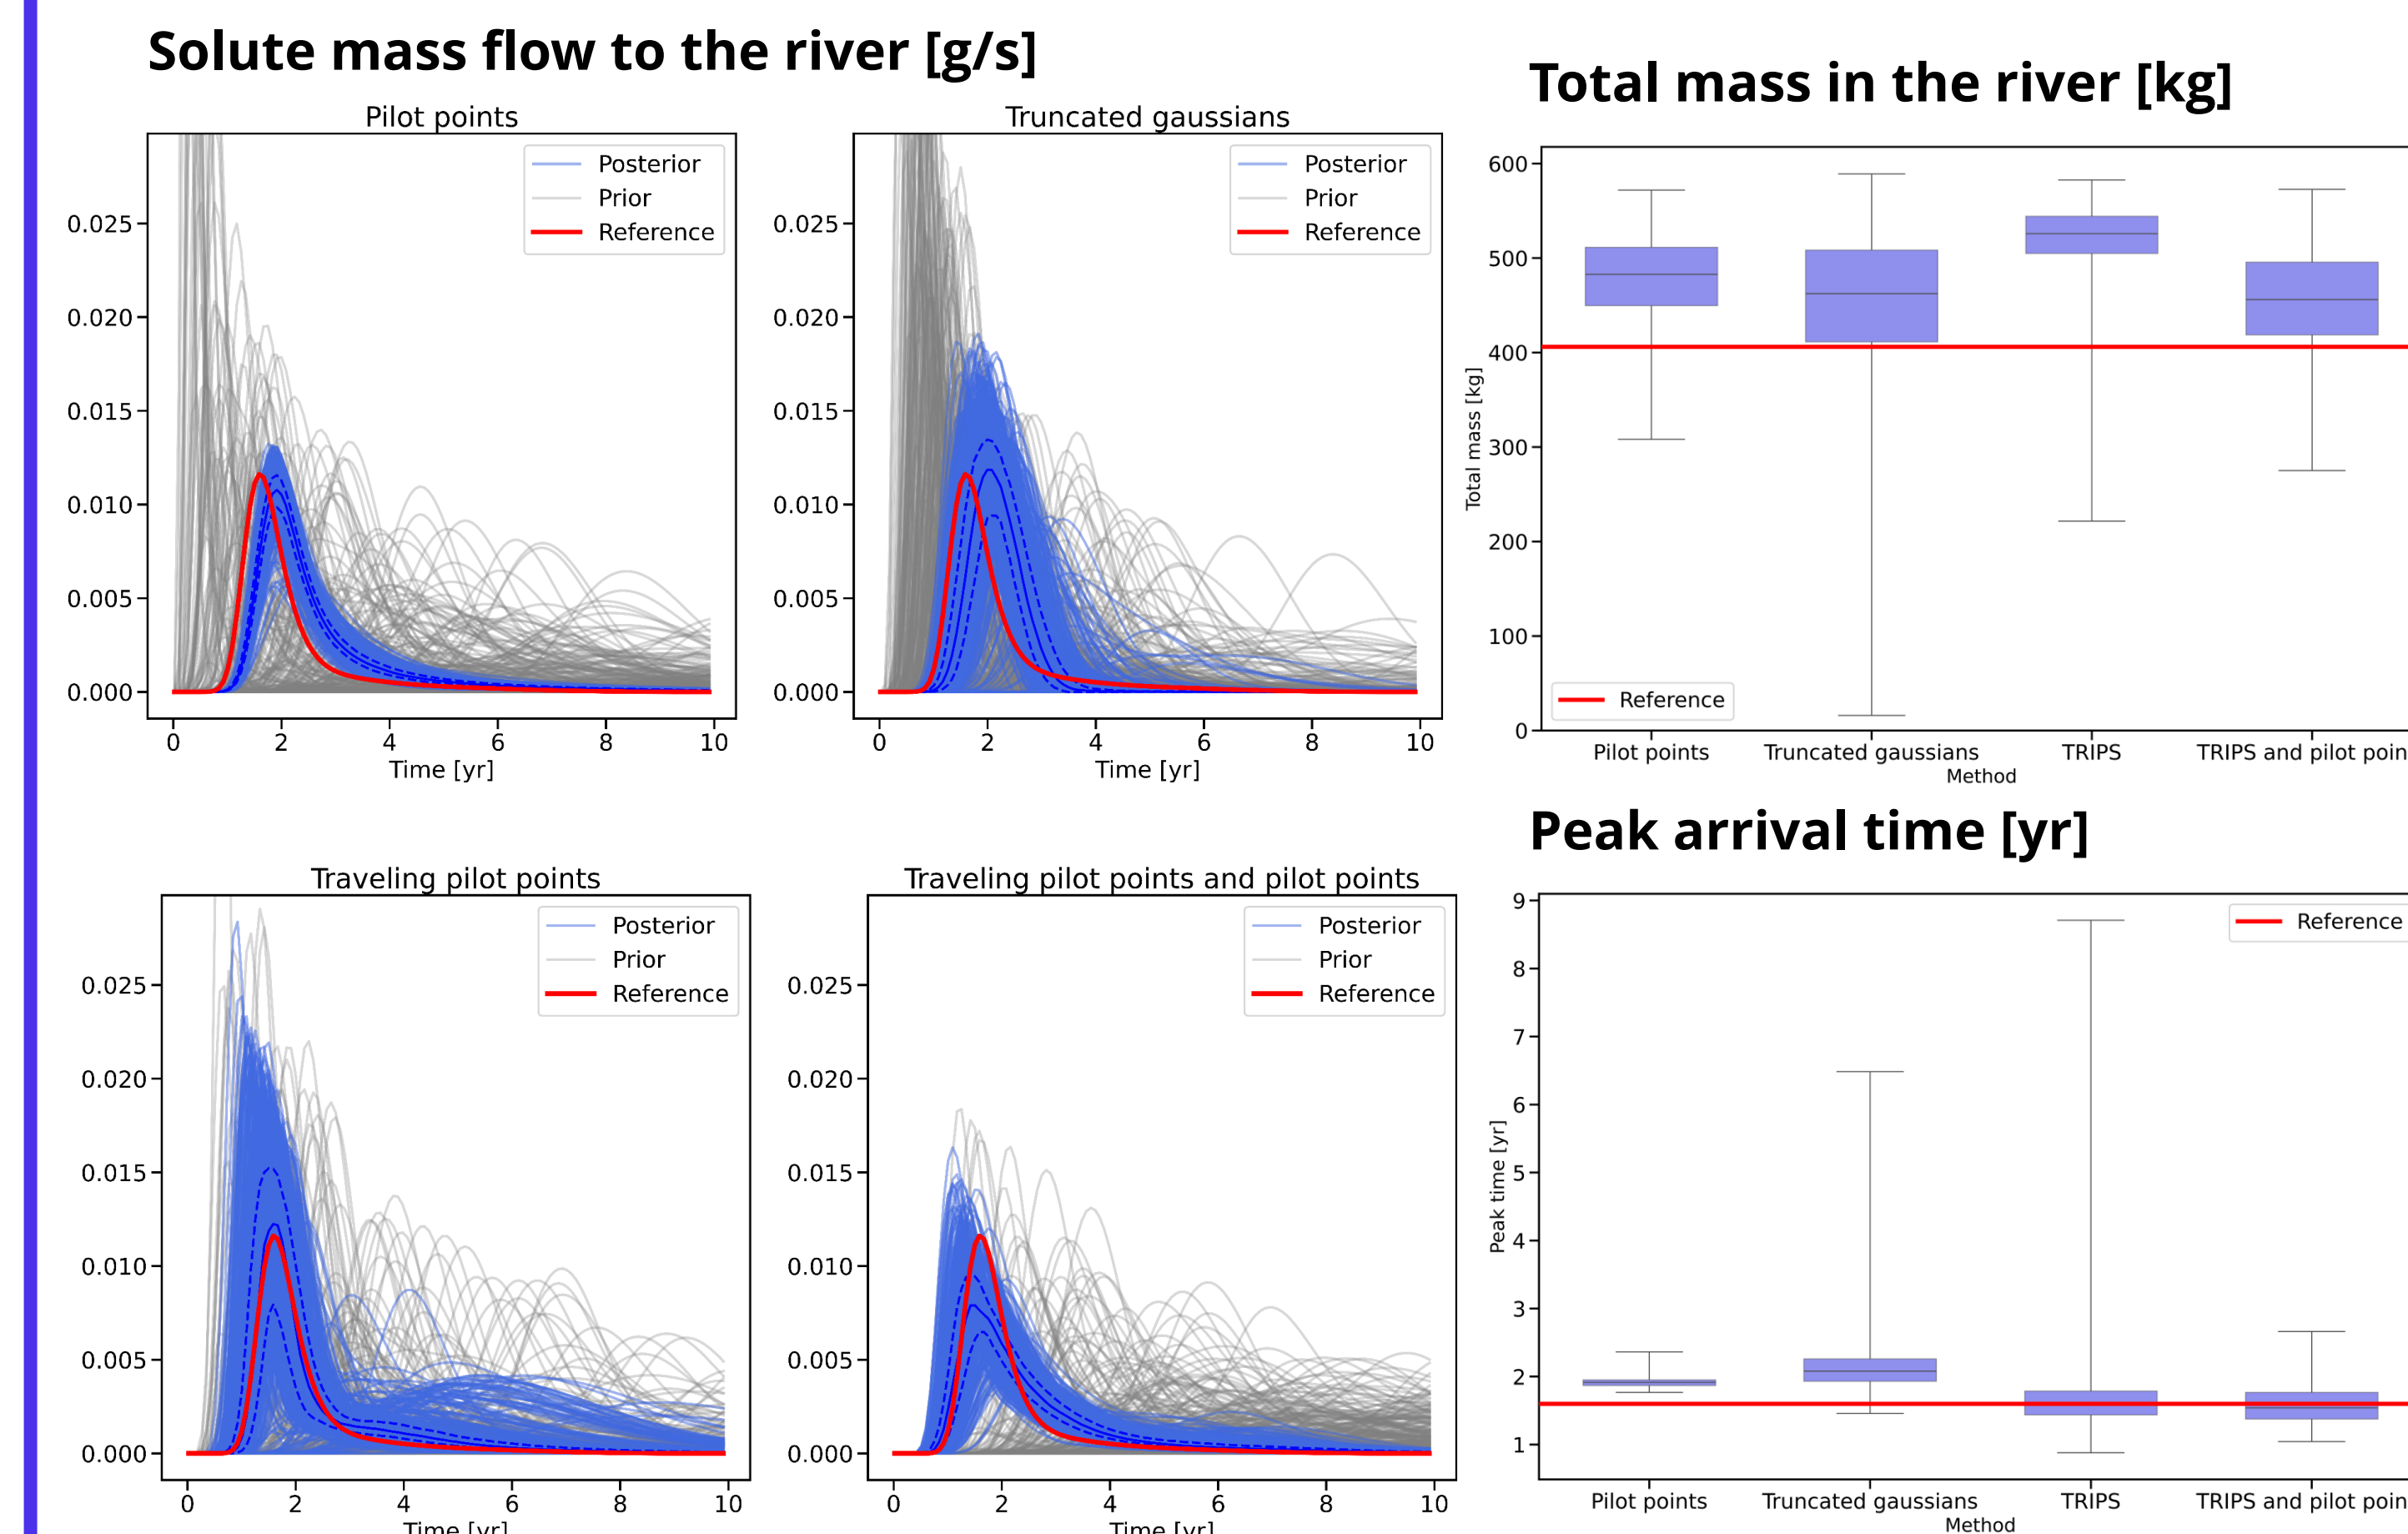 Solute mass flow to the river [g/s]
Pilot points
Posterior
Prior
Reference
0.025
0.020
0.015
0.010
0.005
0.000
0 2 4 6 8 10
Time [yr]
Truncated gaussians
Posterior
Prior
Reference
0.025
0.020
0.015
0.010
0.005
0.000
0 2 4 6 8 10
Time [yr]
Total mass in the river [kg]
600
500
400
300
200
100
0
Total mass [kg]
Reference
Pilot points Truncated gaussians TRIPS TRIPS and pilot poin
Method
Traveling pilot points
Posterior
Prior
Reference
0.025
0.020
0.015
0.010
0.005
0.000
0 2 4 6 8 10
Time [yr]
Traveling pilot points and pilot points
Posterior
Prior
Reference
0.025
0.020
0.015
0.010
0.005
0.000
0 2 4 6 8 10
Time [yr]
Peak arrival time [yr]
9
8
7
6
5
4
3
2
1
Peak time [yr]
Reference
Pilot points Truncated gaussians TRIPS TRIPS and pilot poin
Method